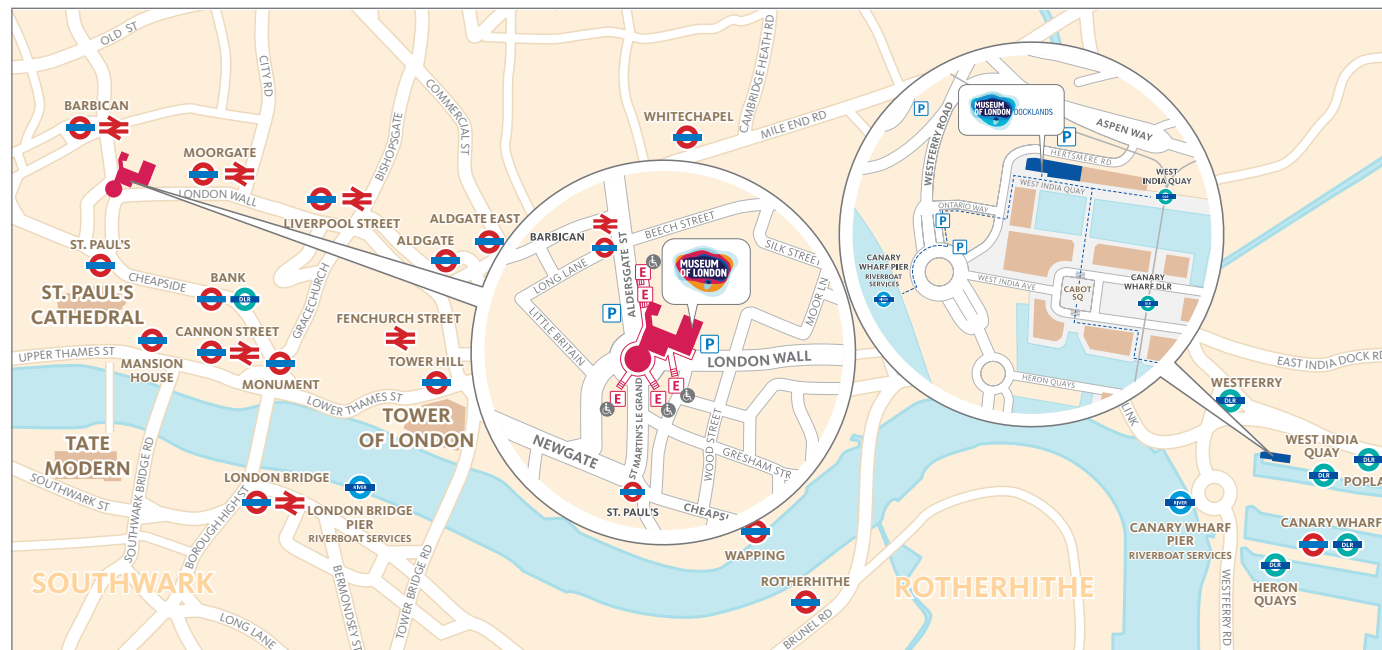 OLD ST
CITY RD
COMMERCIAL ST
BISHOPSGATE
CAMBRIDGE HEATH RD
MILE END RD
BARBICAN
MOORGATE
LONDON WALL
LIVERPOOL STREET
ALDGATE EAST
ALDGATE
WHITECHAPEL
ST. PAUL'S
CHEAPSIDE
BANK
DLR
GRACECHURCH
ST. PAUL'S
CATHEDRAL
CANNON STREET
FENCHURCH STREET
MANSION
HOUSE
UPPER THAMES ST
MONUMENT
TOWER HILL
LOWER THAMES ST
TOWER
OF LONDON
TATE
MODERN
SOUTHWARK ST
SOUTHWARK BRIDGE RD
BOROUGH HIGH ST
LONDON BRIDGE
RIVER
LONDON BRIDGE
PIER
RIVERBOAT SERVICES
SOUTHWARK
LONG LANE
BERMONDSEY ST
TOWER BRIDGE RD
BARBICAN
ALDERSGATE ST
BEECH STREET
SILK STREE
LONG LANE
LITTLE BRITAIN
MOOR LN
MUSEUM
OF LONDON
E
E
P
P
LONDON WALL
E
E
E
ST MARTIN'S LE GRAND
NEWGATE
WOOD STREET
GRESHAM STR
CHEAPSI
ST. PAUL'S
WAPPING
ROTHERHITHE
BRUNEL RD
ROTHERHITHE
P
MUSEUM
OF LONDON
DOCKLANDS
P
ASPEN WAY
WESTFERRY ROAD
HERTSMERE RD
WEST INDIA QUAY
WEST
INDIA QUAY
DLR
ONTARIO WAY
P
P
CANARY
WHARF PIER
RIVERBOAT
SERVICES
RIVER
WEST INDIA AVE
CABOT
SQ
CANARY
WHARF DLR
DLR
HERON QUAYS
LINK
EAST INDIA DOCK RD
WESTFERRY
DLR
WEST INDIA
QUAY
DLR
DLR
POPLA
RIVER
CANARY WHARF
PIER
RIVERBOAT SERVICES
CANARY WHARF
DLR
DLR
HERON
QUAYS
WESTFERRY RD